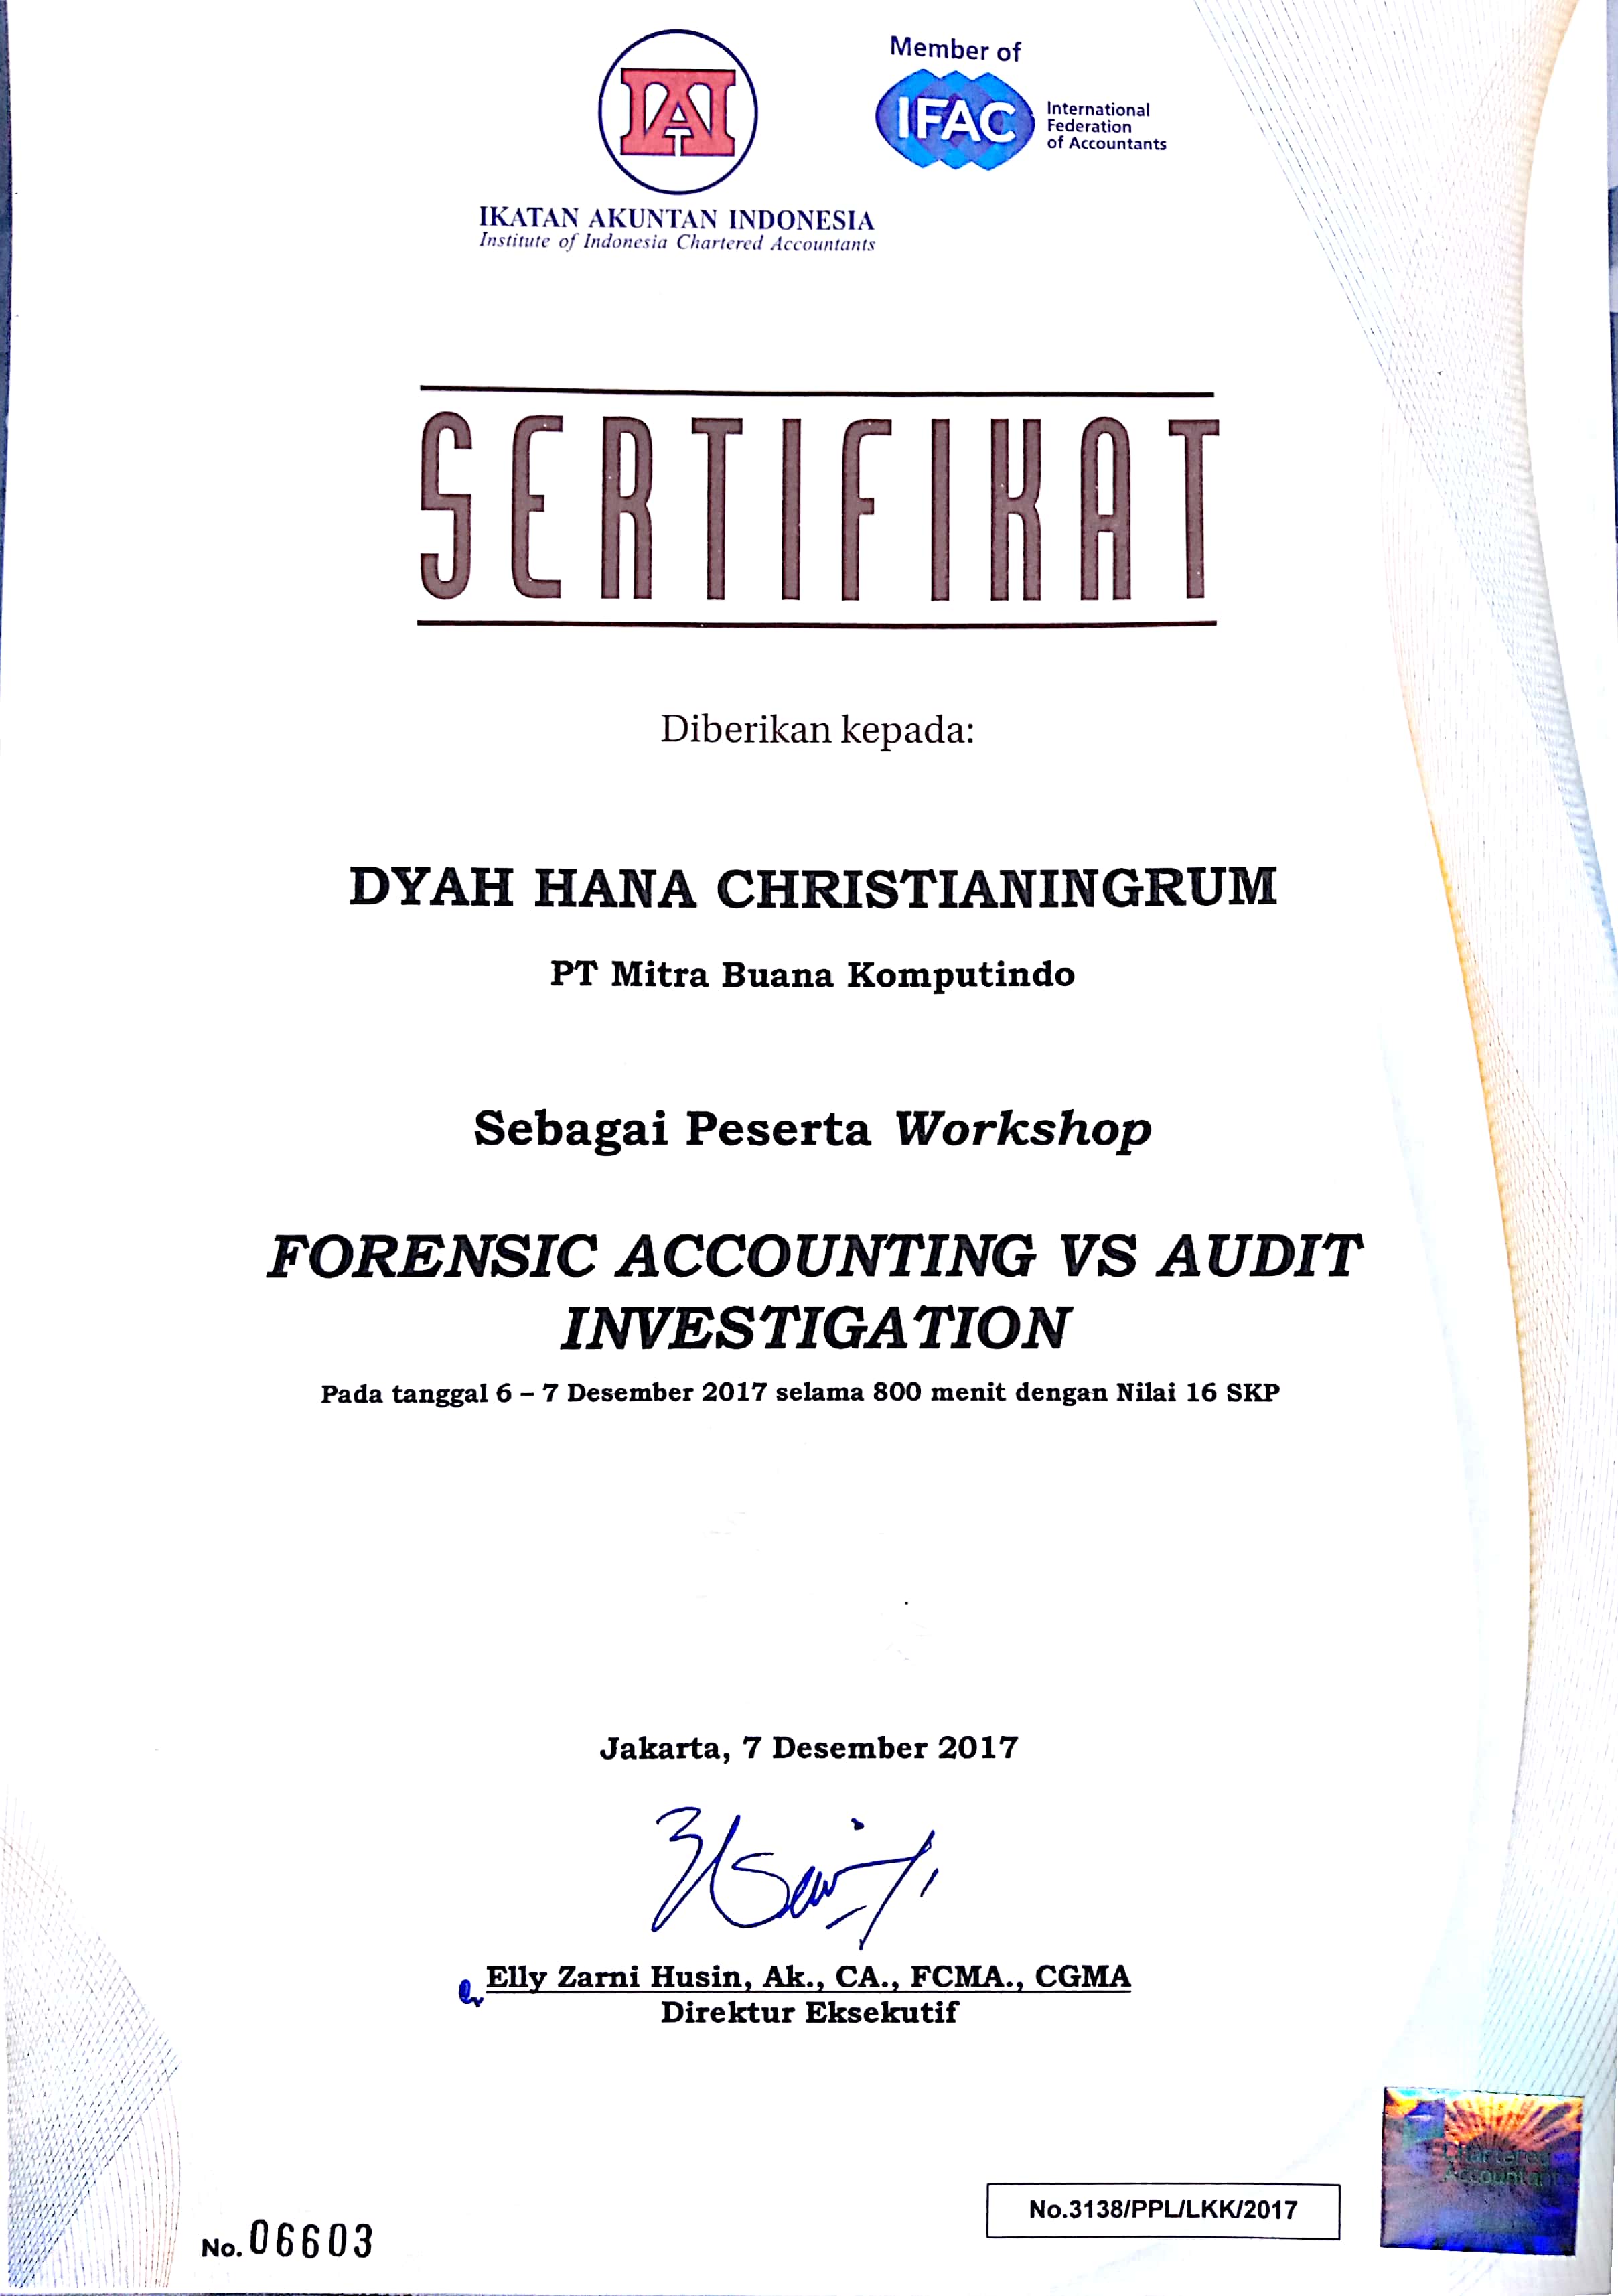 IAI
IKATAN AKUNTAN INDONESIA
Institute of Indonesia Chartered Accountants
Member of
IFAC
International
Federation
of Accountants
SERTIFIKAT
Diberikan kepada:
DYAH HANA CHRISTIANINGRUM
PT Mitra Buana Komputindo
Sebagai Peserta Workshop
FORENSIC ACCOUNTING VS AUDIT
INVESTIGATION
Pada tanggal 6 – 7 Desember 2017 selama 800 menit dengan Nilai 16 SKP
Jakarta, 7 Desember 2017
Elly Zarni Husin, Ak., CA., FCMA., CGMA
Direktur Eksekutif
Chartered
Accountant
No.3138/PPL/LKK/2017
No. 06603